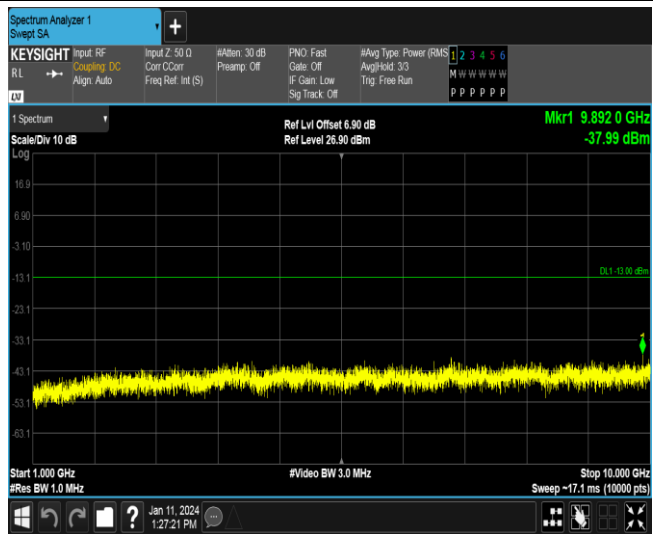 Spectrum Analyzer 1
Swept SA
+
KEYSIGHT
RL
Input: RF
Coupling: DC
Align: Auto
Input Z: 50 Ω
Corr CCorr
Freq Ref: Int (S)
#Atten: 30 dB
Preamp: Off
PNO: Fast
Gate: Off
IF Gain: Low
Sig Track: Off
#Avg Type: Power (RMS
Avg|Hold: 3/3
Trig: Free Run
1 2 3 4 5 6
M W W W W W
P P P P P P
LXI
1 Spectrum
Scale/Div 10 dB
Ref Lvl Offset 6.90 dB
Ref Level 26.90 dBm
Mkr1 9.892 0 GHz
-37.99 dBm
Log
16.9
6.90
-3.10
DL1 -13.00 dBm
-13.1
-23.1
-33.1
1
-43.1
-53.1
-63.1
Start 1.000 GHz
#Res BW 1.0 MHz
#Video BW 3.0 MHz
Stop 10.000 GHz
Sweep ~17.1 ms (10000 pts)
?
Jan 11, 2024
1:27:21 PM